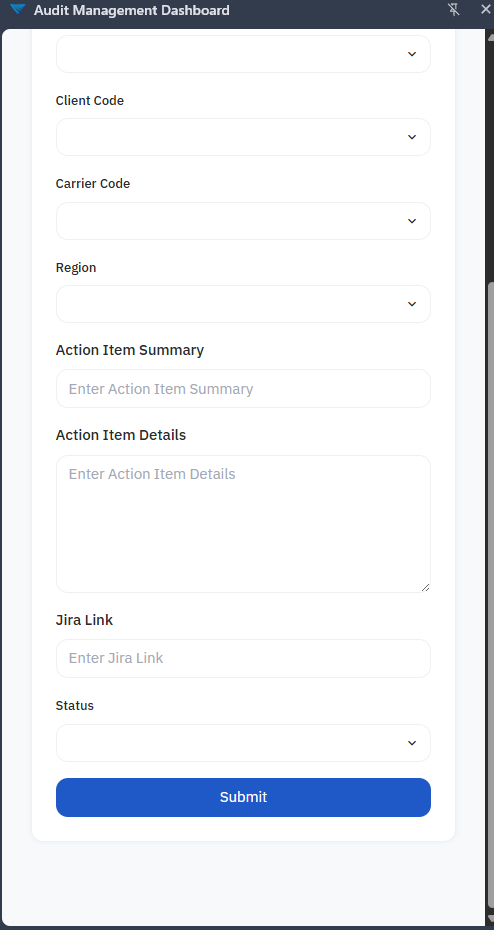 Audit Management Dashboard
Client Code
Carrier Code
Region
Action Item Summary
Enter Action Item Summary
Action Item Details
Enter Action Item Details
Jira Link
Enter Jira Link
Status
Submit